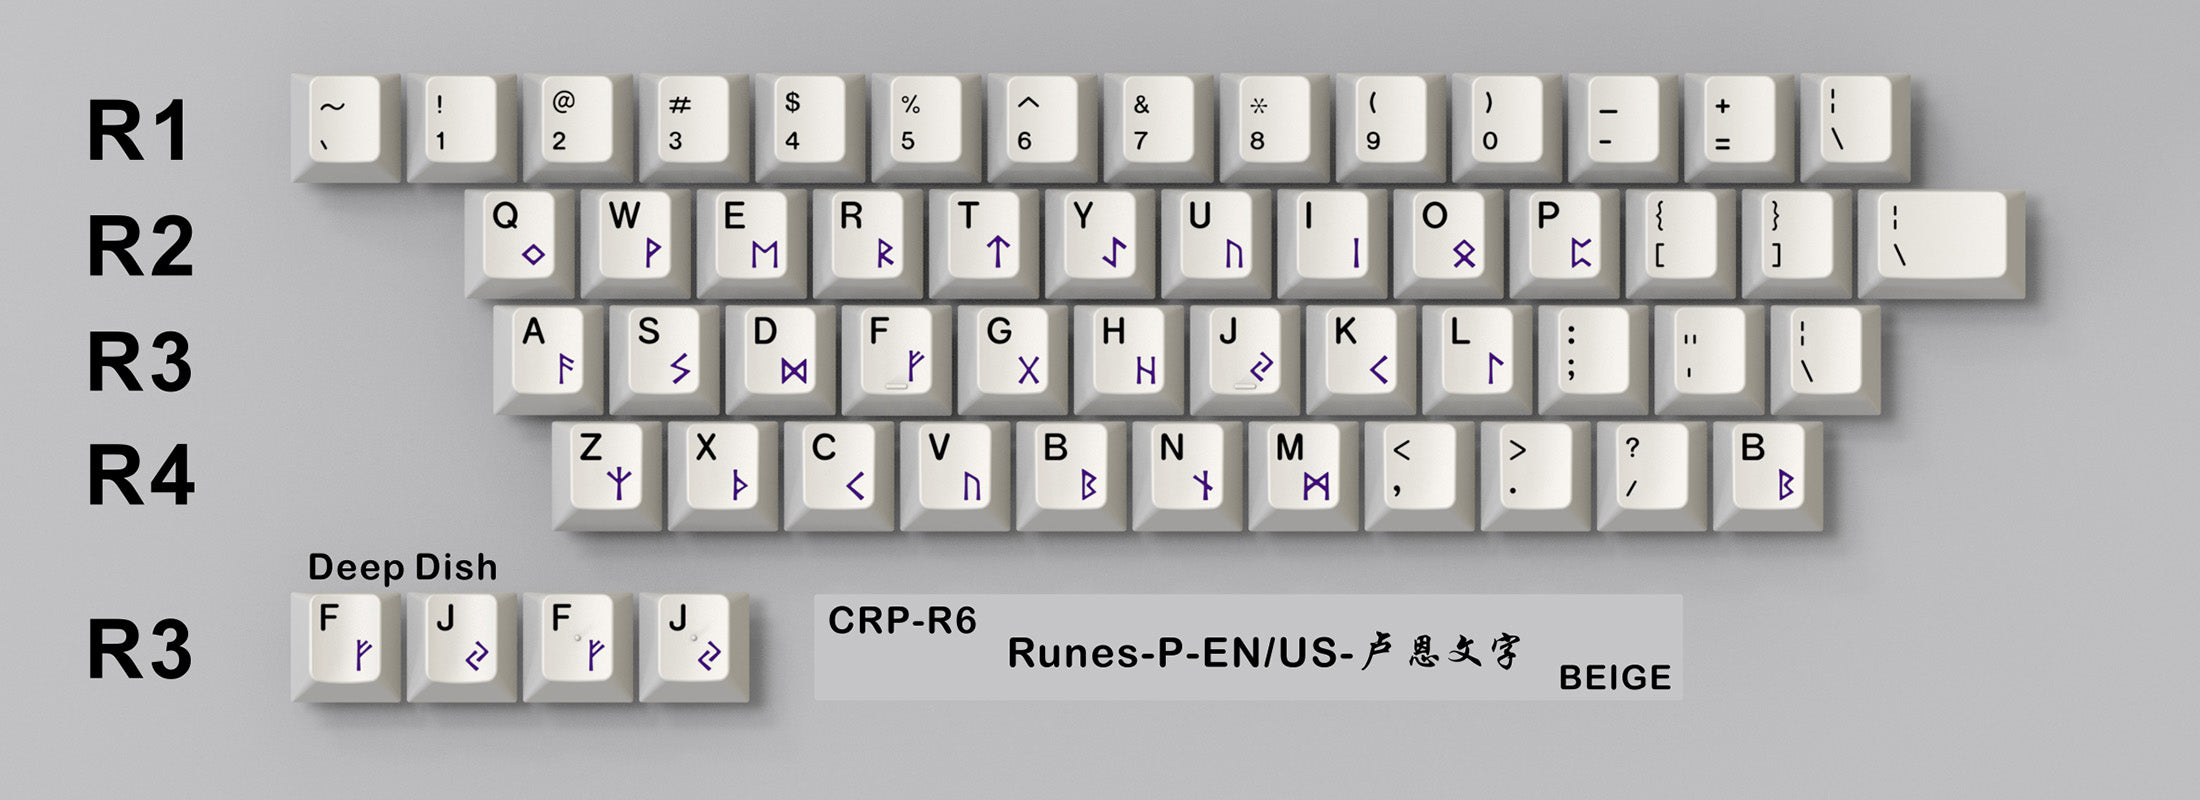 R1 ~ ` ! 1 @ 2 # 3 $ 4 % 5 ^ 6 & 7 * 8 ( 9 ) 0 _ - + = ¦ \
R2 Q ᛜ W ᚹ E ᛖ R ᚱ T ᛏ Y ᛇ U ᚢ I ᛁ O ᛟ P ᛈ { [ } ] ¦ \
R3 A ᚨ S ᛊ D ᛞ F ᚠ G ᚷ H ᚺ J ᛃ K ᚲ L ᛚ : ; " ' ¦ \
R4 Z ᛉ X ᚦ C ᚲ V ᚢ B ᛒ N ᚾ M ᛗ < , > . ? / B ᛒ
Deep Dish
R3 F ᚠ J ᛃ F ᚠ J ᛃ
CRP-R6
Runes-P-EN/US-卢恩文字
BEIGE